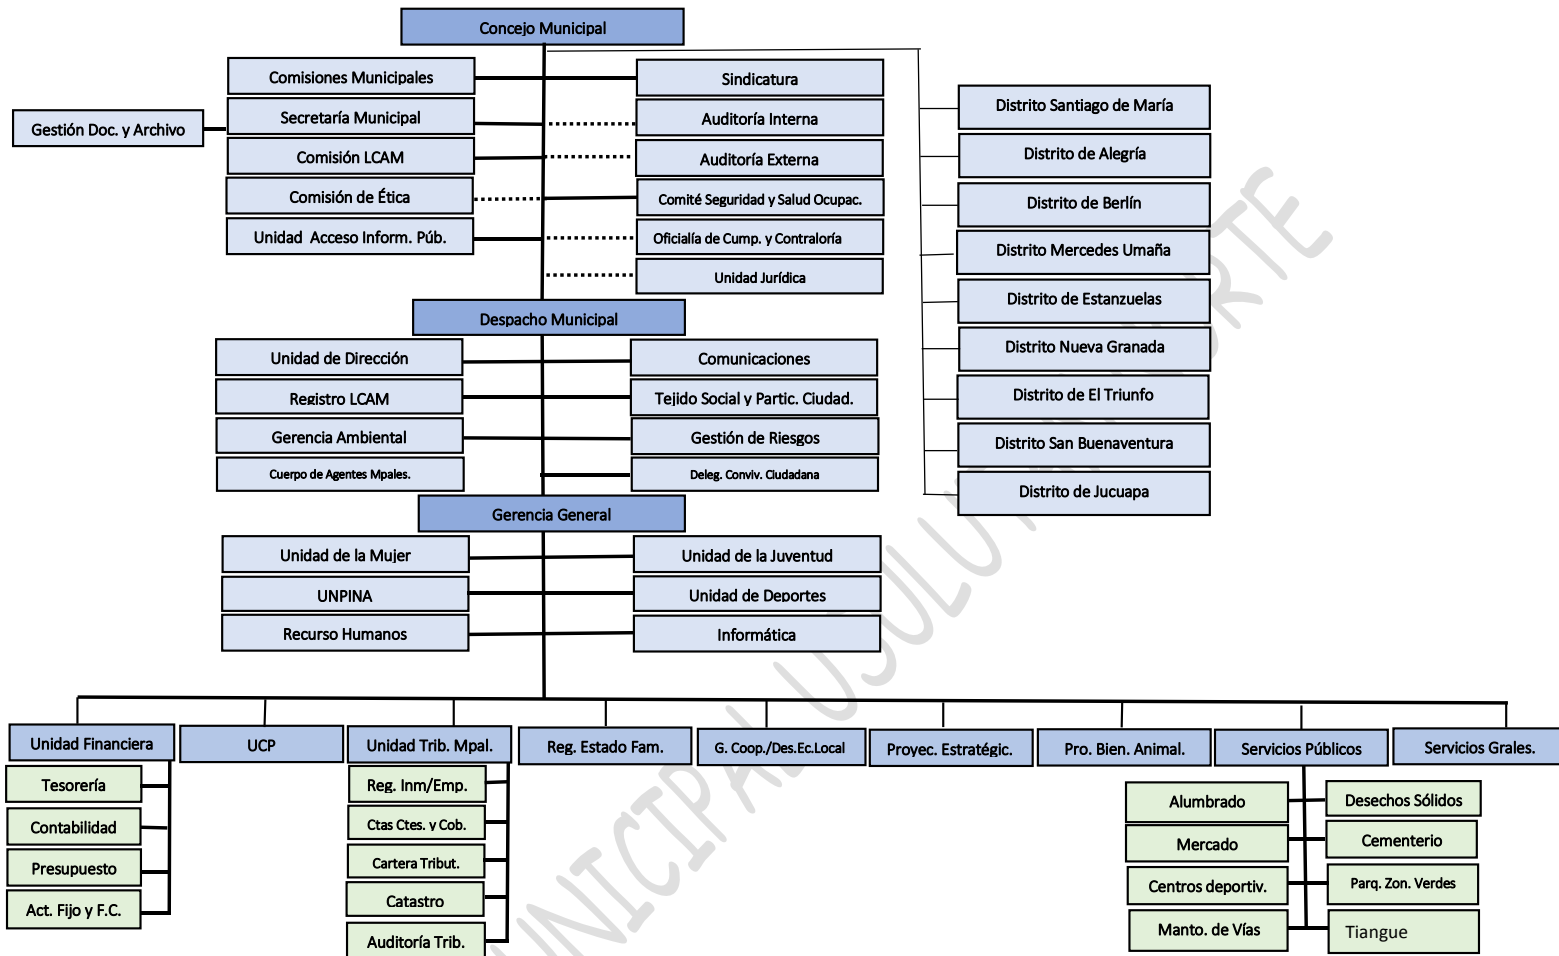 Concejo Municipal
Comisiones Municipales
Sindicatura
Secretaría Municipal
Auditoría Interna
Gestión Doc. y Archivo
Comisión LCAM
Auditoría Externa
Comisión de Ética
Comité Seguridad y Salud Ocupac.
Unidad Acceso Inform. Púb.
Oficialía de Cump. y Contraloría
Unidad Jurídica
Distrito Santiago de María
Distrito de Alegría
Distrito de Berlín
Distrito Mercedes Umaña
Distrito de Estanzuelas
Distrito Nueva Granada
Distrito de El Triunfo
Distrito San Buenaventura
Distrito de Jucuapa
Despacho Municipal
Unidad de Dirección
Comunicaciones
Registro LCAM
Tejido Social y Partic. Ciudad.
Gerencia Ambiental
Gestión de Riesgos
Cuerpo de Agentes Mpales.
Deleg. Conviv. Ciudadana
Gerencia General
Unidad de la Mujer
Unidad de la Juventud
UNPINA
Unidad de Deportes
Recurso Humanos
Informática
Unidad Financiera
UCP
Unidad Trib. Mpal.
Reg. Estado Fam.
G. Coop./Des.Ec.Local
Proyec. Estratégic.
Pro. Bien. Animal.
Servicios Públicos
Servicios Grales.
Tesorería
Contabilidad
Presupuesto
Act. Fijo y F.C.
Reg. Inm/Emp.
Ctas Ctes. y Cob.
Cartera Tribut.
Catastro
Auditoría Trib.
Alumbrado
Desechos Sólidos
Mercado
Cementerio
Centros deportiv.
Parq. Zon. Verdes
Manto. de Vías
Tiangue